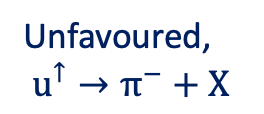 Unfavoured,
u↑ → π⁻ + X